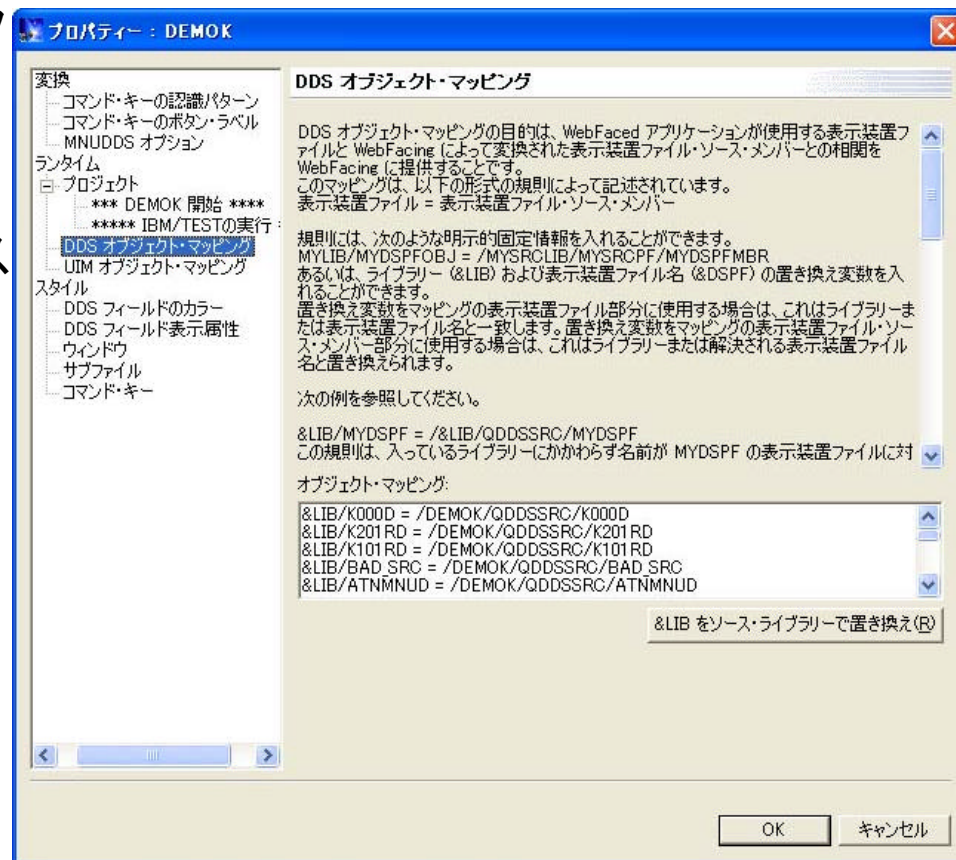 プロパティー : DEMOK
変換
コマンド・キーの認識パターン
コマンド・キーのボタン・ラベル
MNUDDS オプション
ランタイム
プロジェクト
*** DEMOK 開始 ****
***** IBM/TESTの実行
DDS オブジェクト・マッピング
UIM オブジェクト・マッピング
スタイル
DDS フィールドのカラー
DDS フィールド表示属性
ウィンドウ
サブファイル
コマンド・キー
DDS オブジェクト・マッピング
DDS オブジェクト・マッピングの目的は、WebFaced アプリケーションが使用する表示装置フ
ァイルと WebFacing によって変換された表示装置ファイル・ソース・メンバーとの相関を
WebFacing に提供することです。
このマッピングは、以下の形式の規則によって記述されています。
表示装置ファイル = 表示装置ファイル・ソース・メンバー
規則には、次のような明示的固定情報を入れることができます。
MYLIB/MYDSPFOBJ = /MYSRCLIB/MYSRCPF/MYDSPFMBR
あるいは、ライブラリー (&LIB) および表示装置ファイル名 (&DSPF) の置き換え変数を入
れることができます。
置き換え変数をマッピングの表示装置ファイル部分に使用する場合は、これはライブラリーま
たは表示装置ファイル名と一致します。置き換え変数をマッピングの表示装置ファイル・ソー
ス・メンバー部分に使用する場合は、これはライブラリーまたは解決される表示装置ファイル
名と置き換えられます。
次の例を参照してください。
&LIB/MYDSPF = /&LIB/QDDSSRC/MYDSPF
この規則は、入っているライブラリーにかかわらず名前が MYDSPF の表示装置ファイルに対
オブジェクト・マッピング:
&LIB/K000D = /DEMOK/QDDSSRC/K000D
&LIB/K201RD = /DEMOK/QDDSSRC/K201RD
&LIB/K101RD = /DEMOK/QDDSSRC/K101RD
&LIB/BAD_SRC = /DEMOK/QDDSSRC/BAD_SRC
&LIB/ATNMNUD = /DEMOK/QDDSSRC/ATNMNUD
&LIB をソース・ライブラリーで置き換え(R)
OK
キャンセル